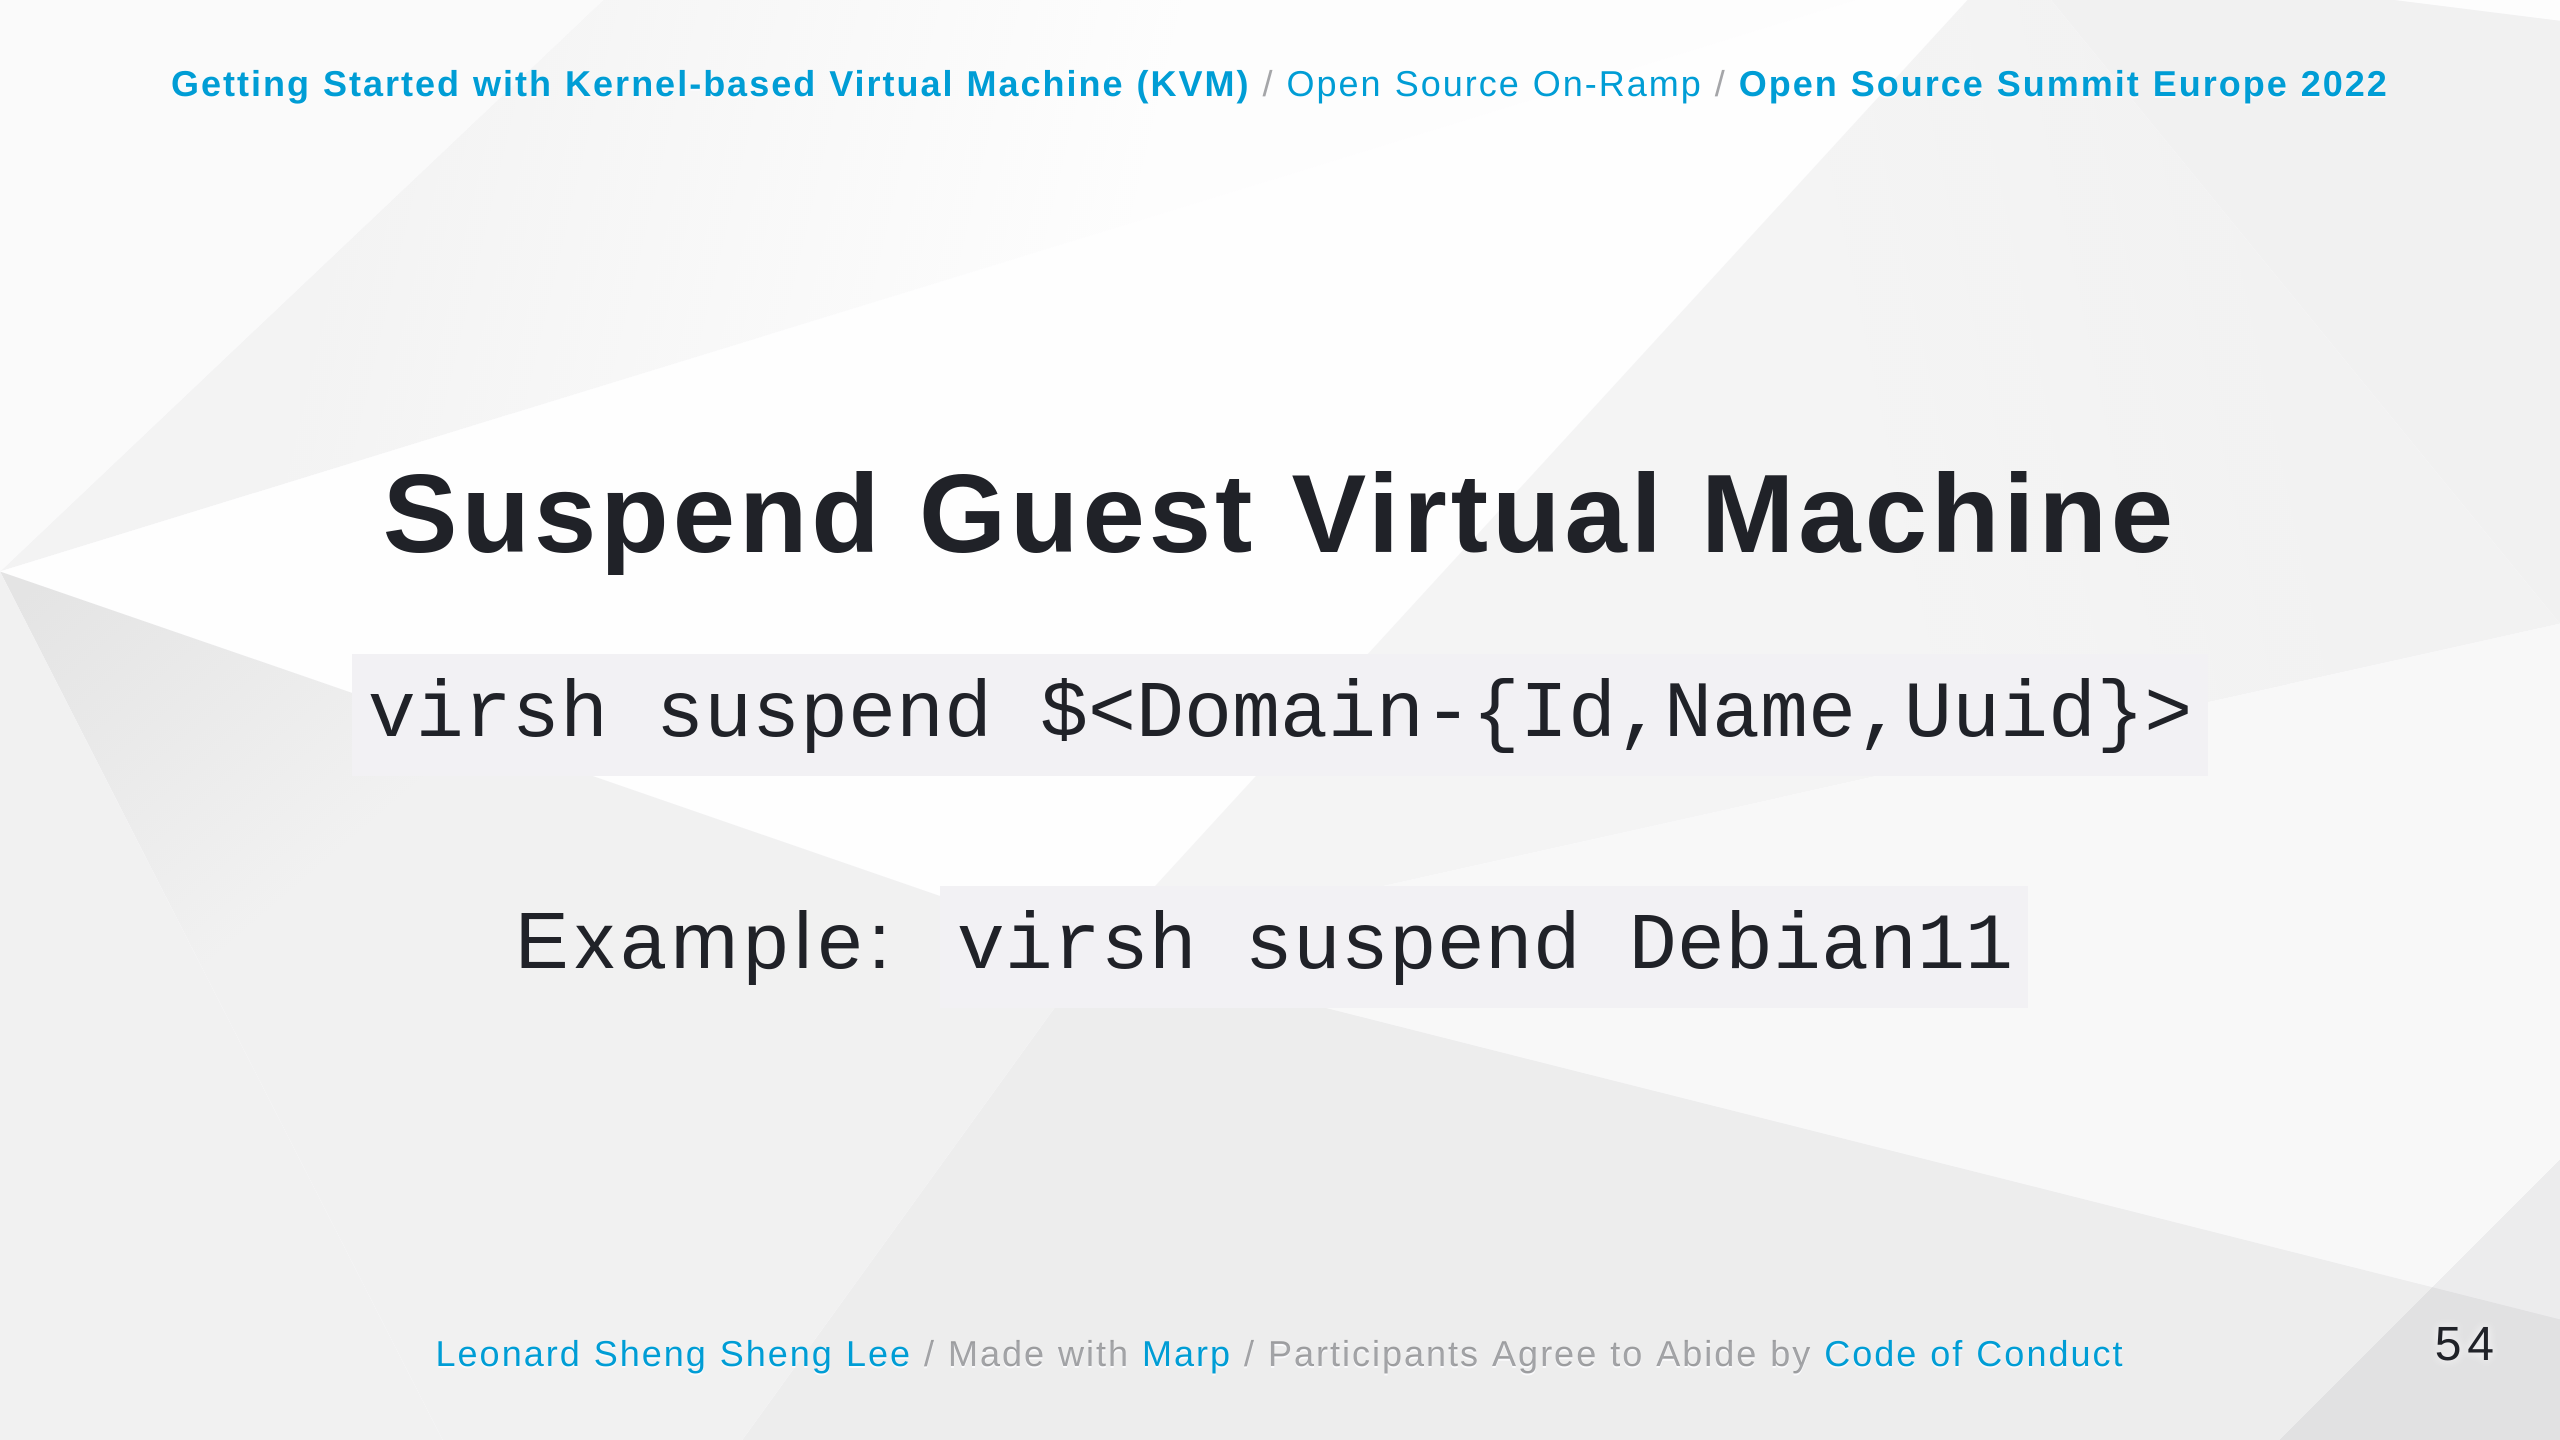 Getting Started with Kernel-based Virtual Machine (KVM) / Open Source On-Ramp / Open Source Summit Europe 2022
Suspend Guest Virtual Machine
virsh suspend $<Domain-{Id,Name,Uuid}>
Example: virsh suspend Debian11
Leonard Sheng Sheng Lee / Made with Marp / Participants Agree to Abide by Code of Conduct
54